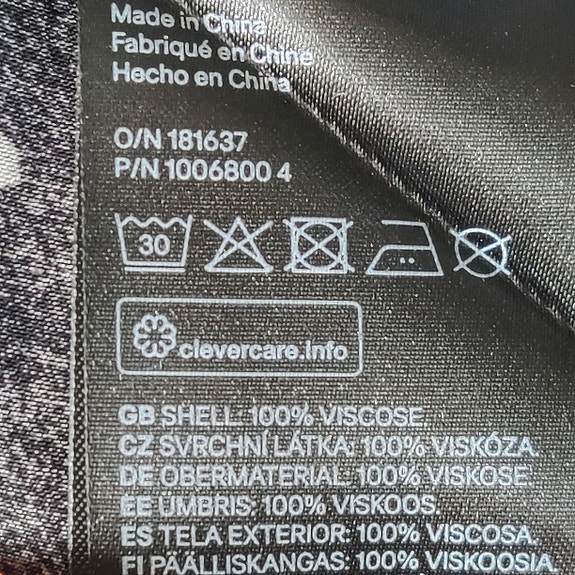 Made in China
Fabriqué en Chine
Hecho en China
O/N 181637
P/N 1006800 4
30
clevercare.info
GB SHELL: 100% VISCOSE
CZ SVRCHNÍ LÁTKA: 100% VISKÓZA
DE OBERMATERIAL: 100% VISKOSE
EE ÜMBRIS: 100% VISKOOS
ES TELA EXTERIOR: 100% VISCOSA
FI PÄÄLLISKANGAS: 100% VISKOOSIA